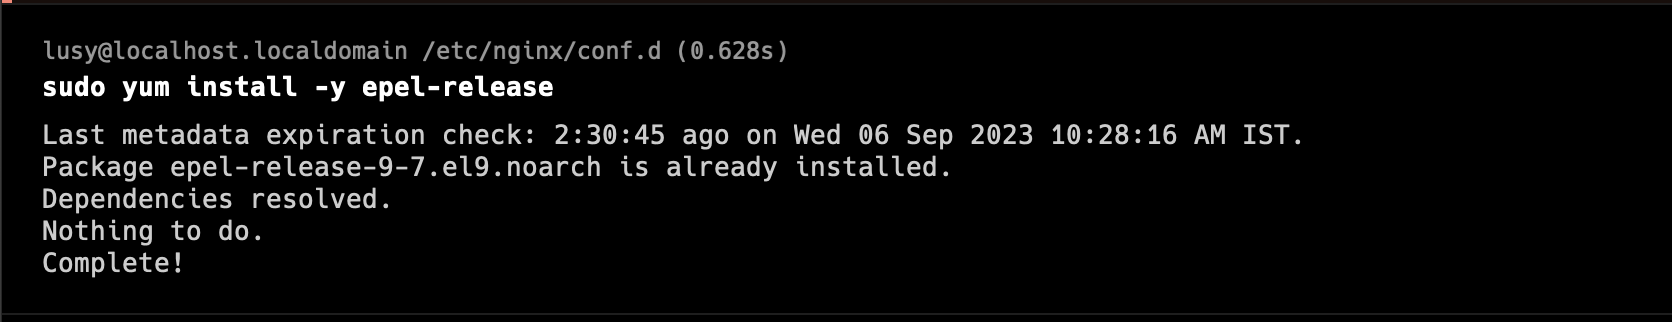 lusy@localhost.localdomain /etc/nginx/conf.d (0.628s)
sudo yum install -y epel-release
Last metadata expiration check: 2:30:45 ago on Wed 06 Sep 2023 10:28:16 AM IST.
Package epel-release-9-7.el9.noarch is already installed.
Dependencies resolved.
Nothing to do.
Complete!